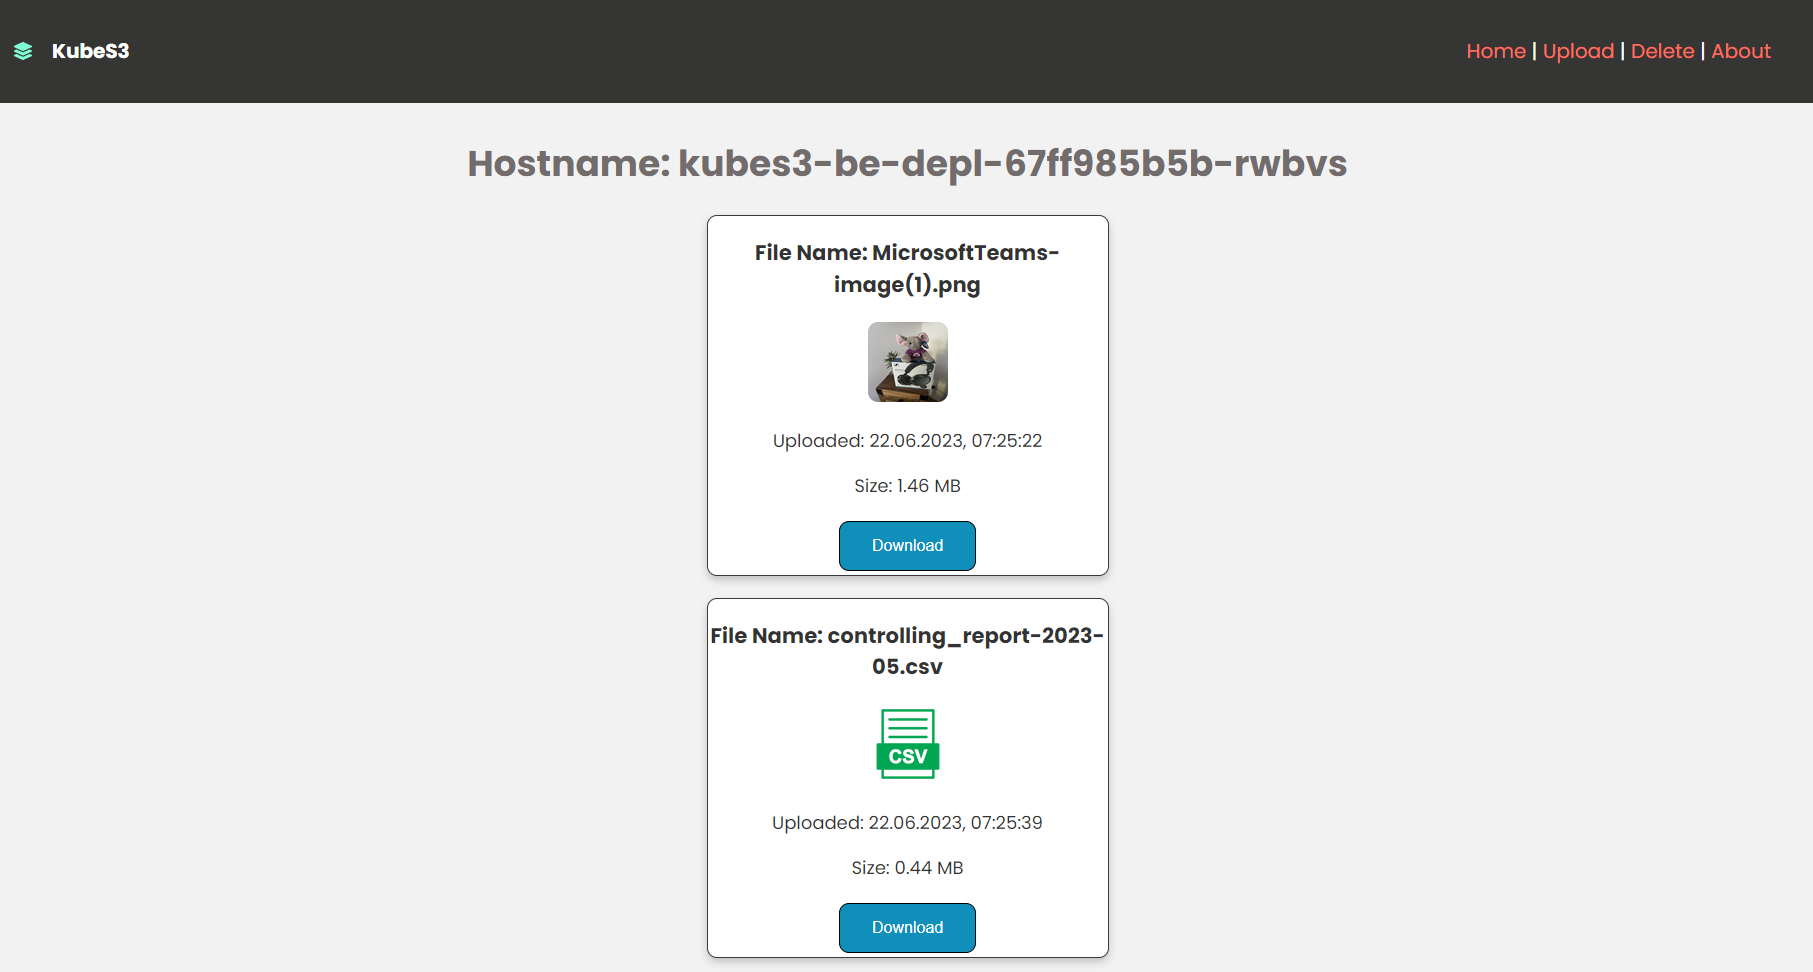 KubeS3
Home | Upload | Delete | About
Hostname: kubes3-be-depl-67ff985b5b-rwbvs
File Name: MicrosoftTeams-
image(1).png
Uploaded: 22.06.2023, 07:25:22
Size: 1.46 MB
Download
File Name: controlling_report-2023-
05.csv
CSV
Uploaded: 22.06.2023, 07:25:39
Size: 0.44 MB
Download